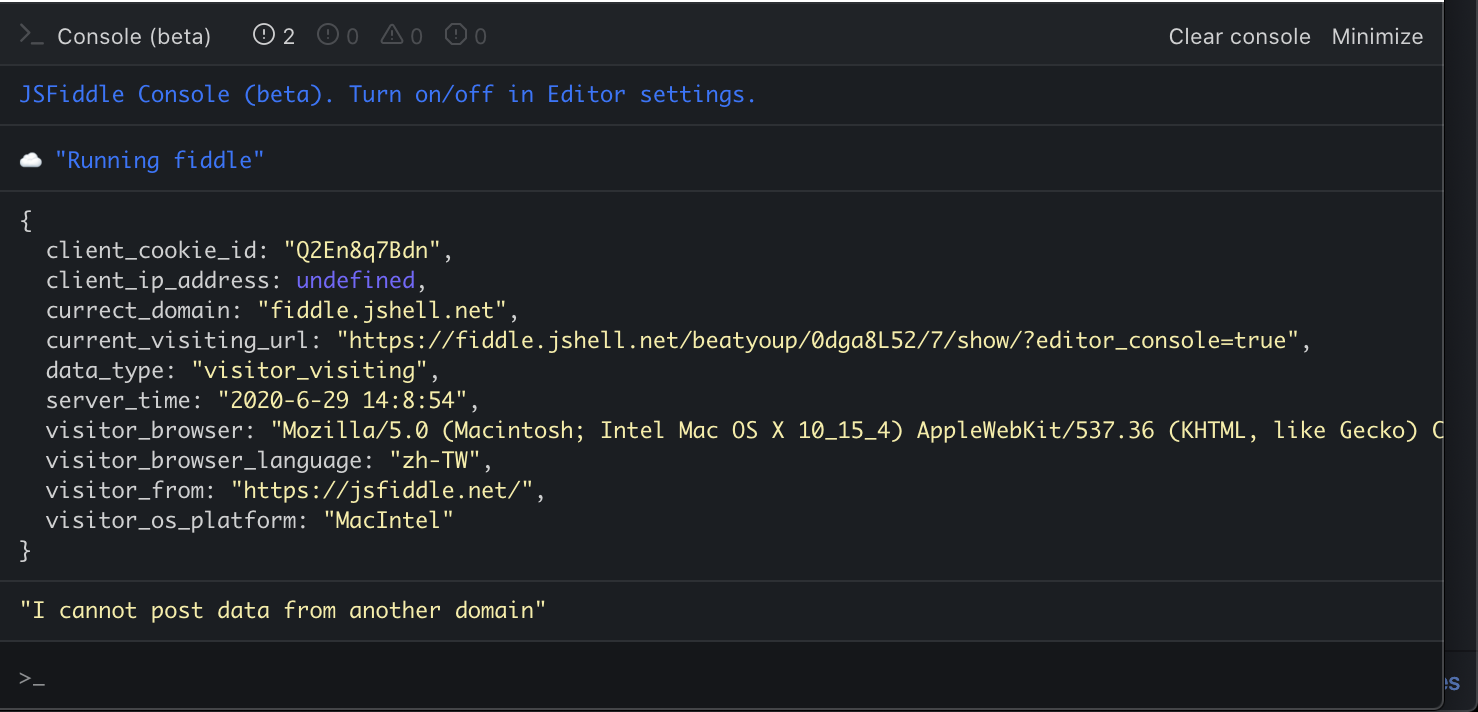 >_ Console (beta) 2 0 0 0 Clear console Minimize
JSFiddle Console (beta). Turn on/off in Editor settings.
"Running fiddle"
{
client_cookie_id: "Q2En8q7Bdn",
client_ip_address: undefined,
currect_domain: "fiddle.jshell.net",
current_visiting_url: "https://fiddle.jshell.net/beatyoup/0dga8L52/7/show/?editor_console=true",
data_type: "visitor_visiting",
server_time: "2020-6-29 14:8:54",
visitor_browser: "Mozilla/5.0 (Macintosh; Intel Mac OS X 10_15_4) AppleWebKit/537.36 (KHTML, like Gecko) C
visitor_browser_language: "zh-TW",
visitor_from: "https://jsfiddle.net/",
visitor_os_platform: "MacIntel"
}
"I cannot post data from another domain"
>_